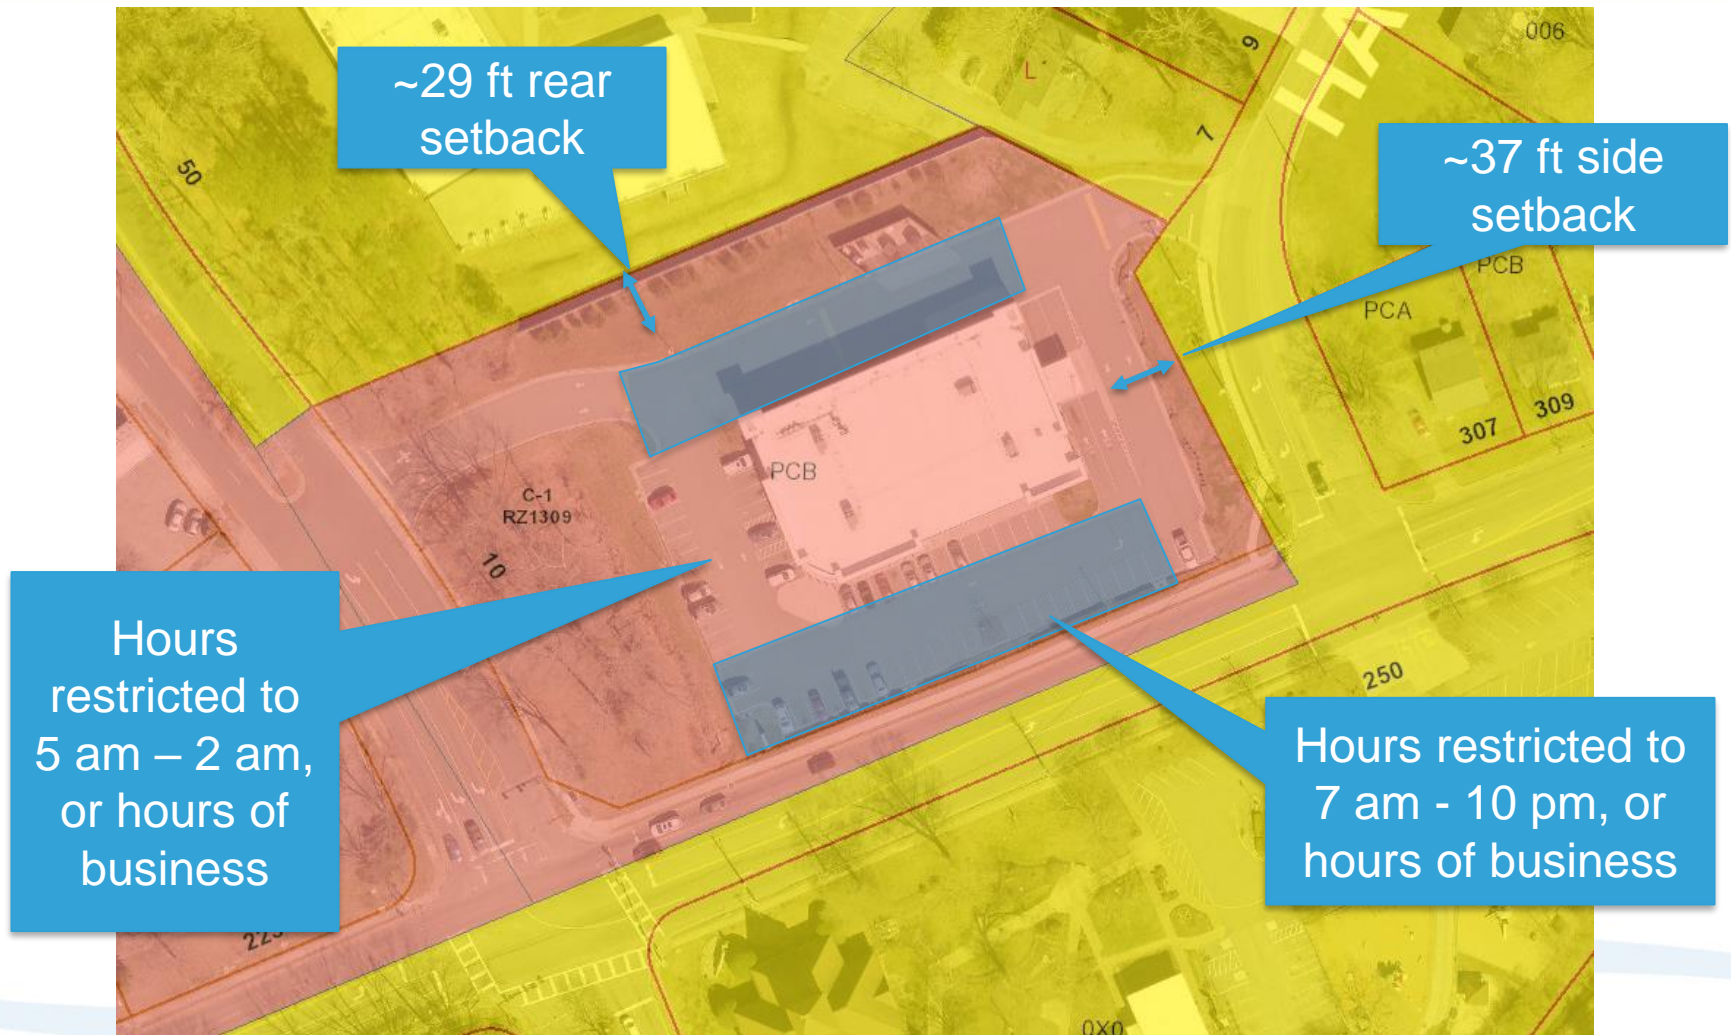 006
~29 ft rear
setback
9
L
HA
7
~37 ft side
setback
50
PCB
PCA
309
307
PCB
C-1
RZ1309
10
Hours
restricted to
5 am – 2 am,
or hours of
business
250
Hours restricted to
7 am - 10 pm, or
hours of business
0X0